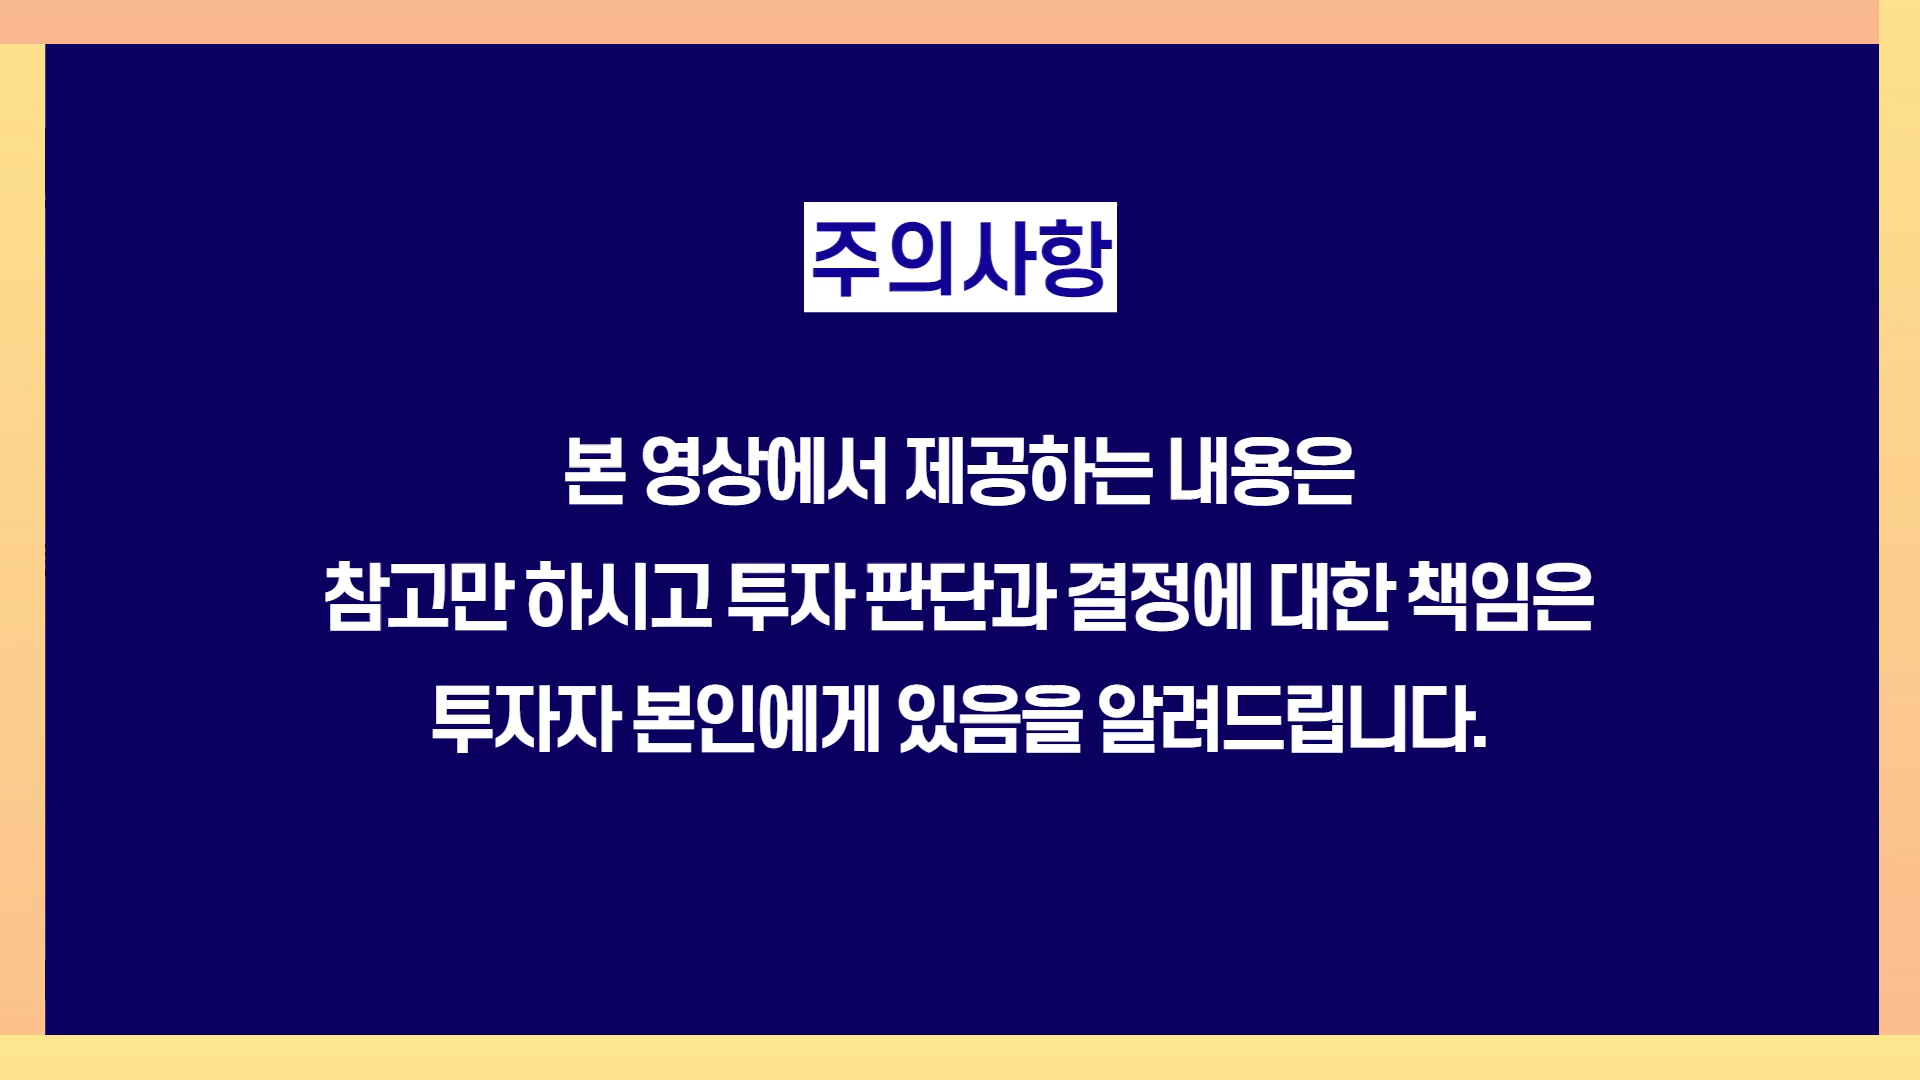 주의사항
본 영상에서 제공하는 내용은
참고만 하시고 투자 판단과 결정에 대한 책임은
투자자 본인에게 있음을 알려드립니다.